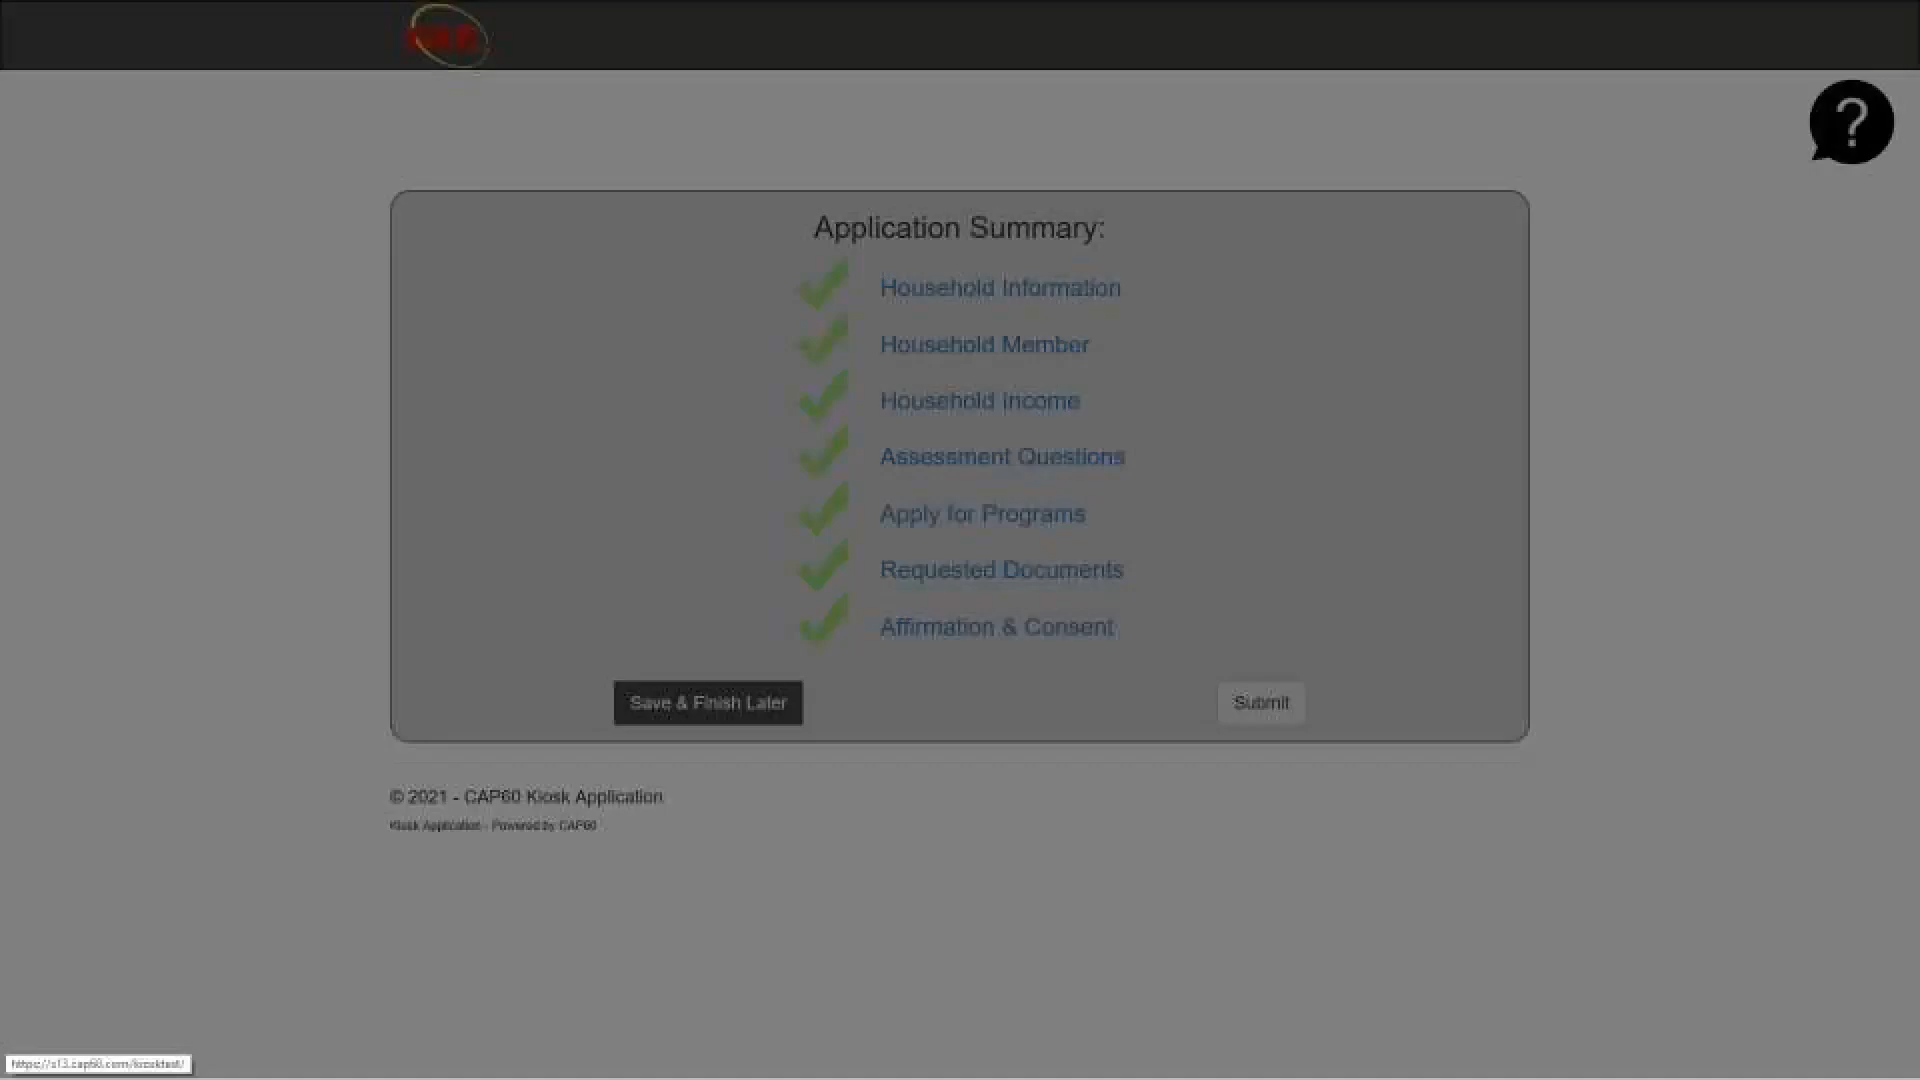 ?
Application Summary:
Household Information
Household Member
Household Income
Assessment Questions
Apply for Programs
Requested Documents
Affirmation & Consent
Save & Finish Later
Submit
© 2021 - CAP60 Kiosk Application
Kiosk Application - Powered by CAP60